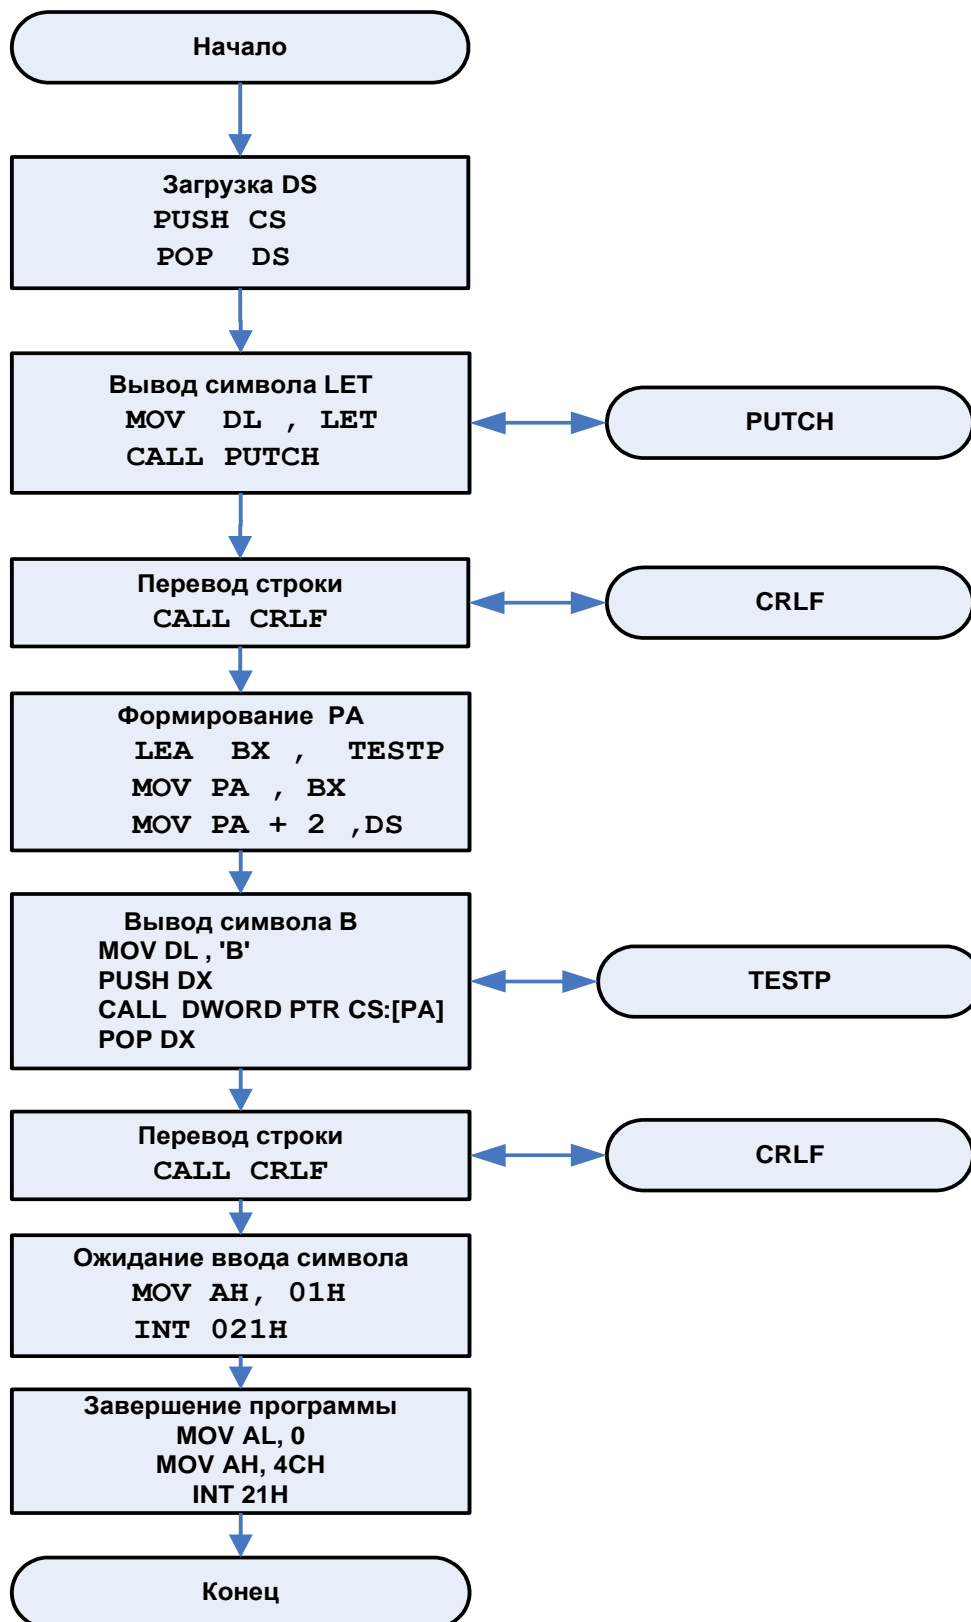 Начало
Загрузка DS
PUSH CS
POP DS
Вывод символа LET
MOV DL , LET
CALL PUTCH
PUTCH
Перевод строки
CALL CRLF
CRLF
Формирование PA
LEA BX , TESTP
MOV PA , BX
MOV PA + 2 ,DS
Вывод символа B
MOV DL , 'B'
PUSH DX
CALL DWORD PTR CS:[PA]
POP DX
TESTP
Перевод строки
CALL CRLF
CRLF
Ожидание ввода символа
MOV AH, 01H
INT 021H
Завершение программы
MOV AL, 0
MOV AH, 4CH
INT 21H
Конец